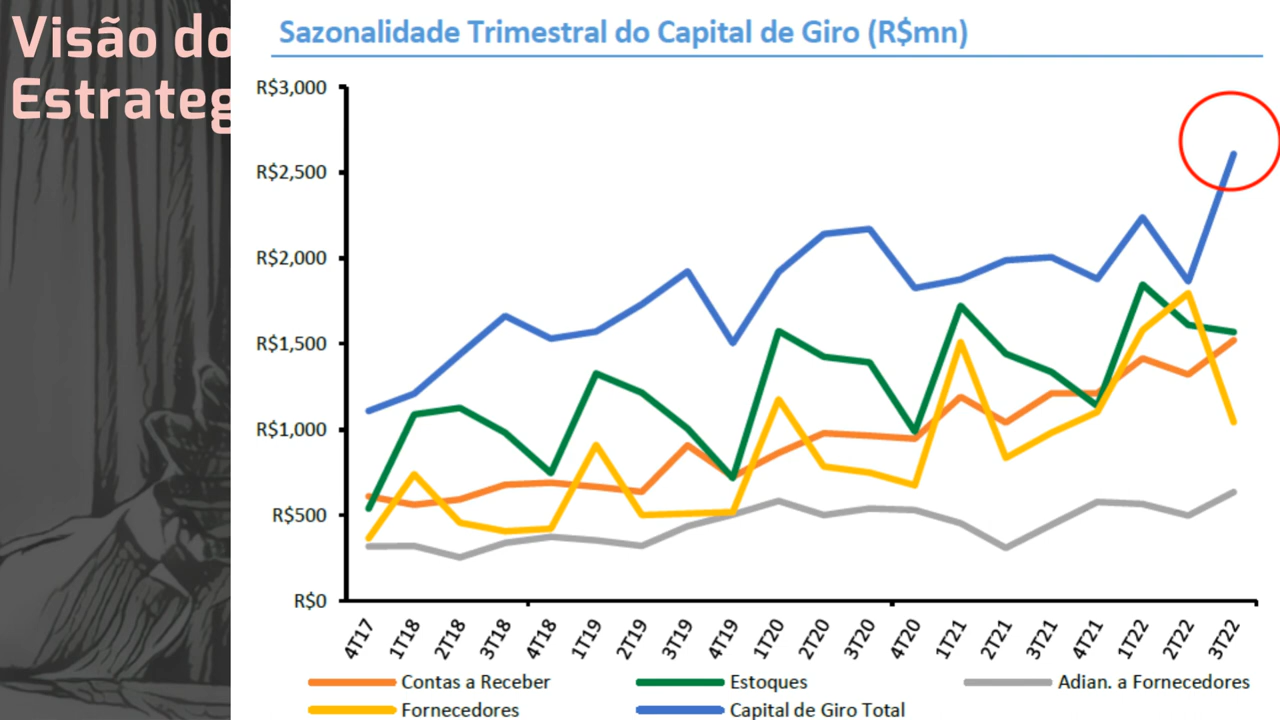 Visão do
Estrateg
Sazonalidade Trimestral do Capital de Giro (R$mn)
R$3,000
R$2,500
R$2,000
R$1,500
R$1,000
R$500
R$0
4T17 1T18 2T18 3T18 4T18 1T19 2T19 3T19 4T19 1T20 2T20 3T20 4T20 1T21 2T21 3T21 4T21 1T22 2T22 3T22
Contas a Receber Estoques Adian. a Fornecedores
Fornecedores Capital de Giro Total